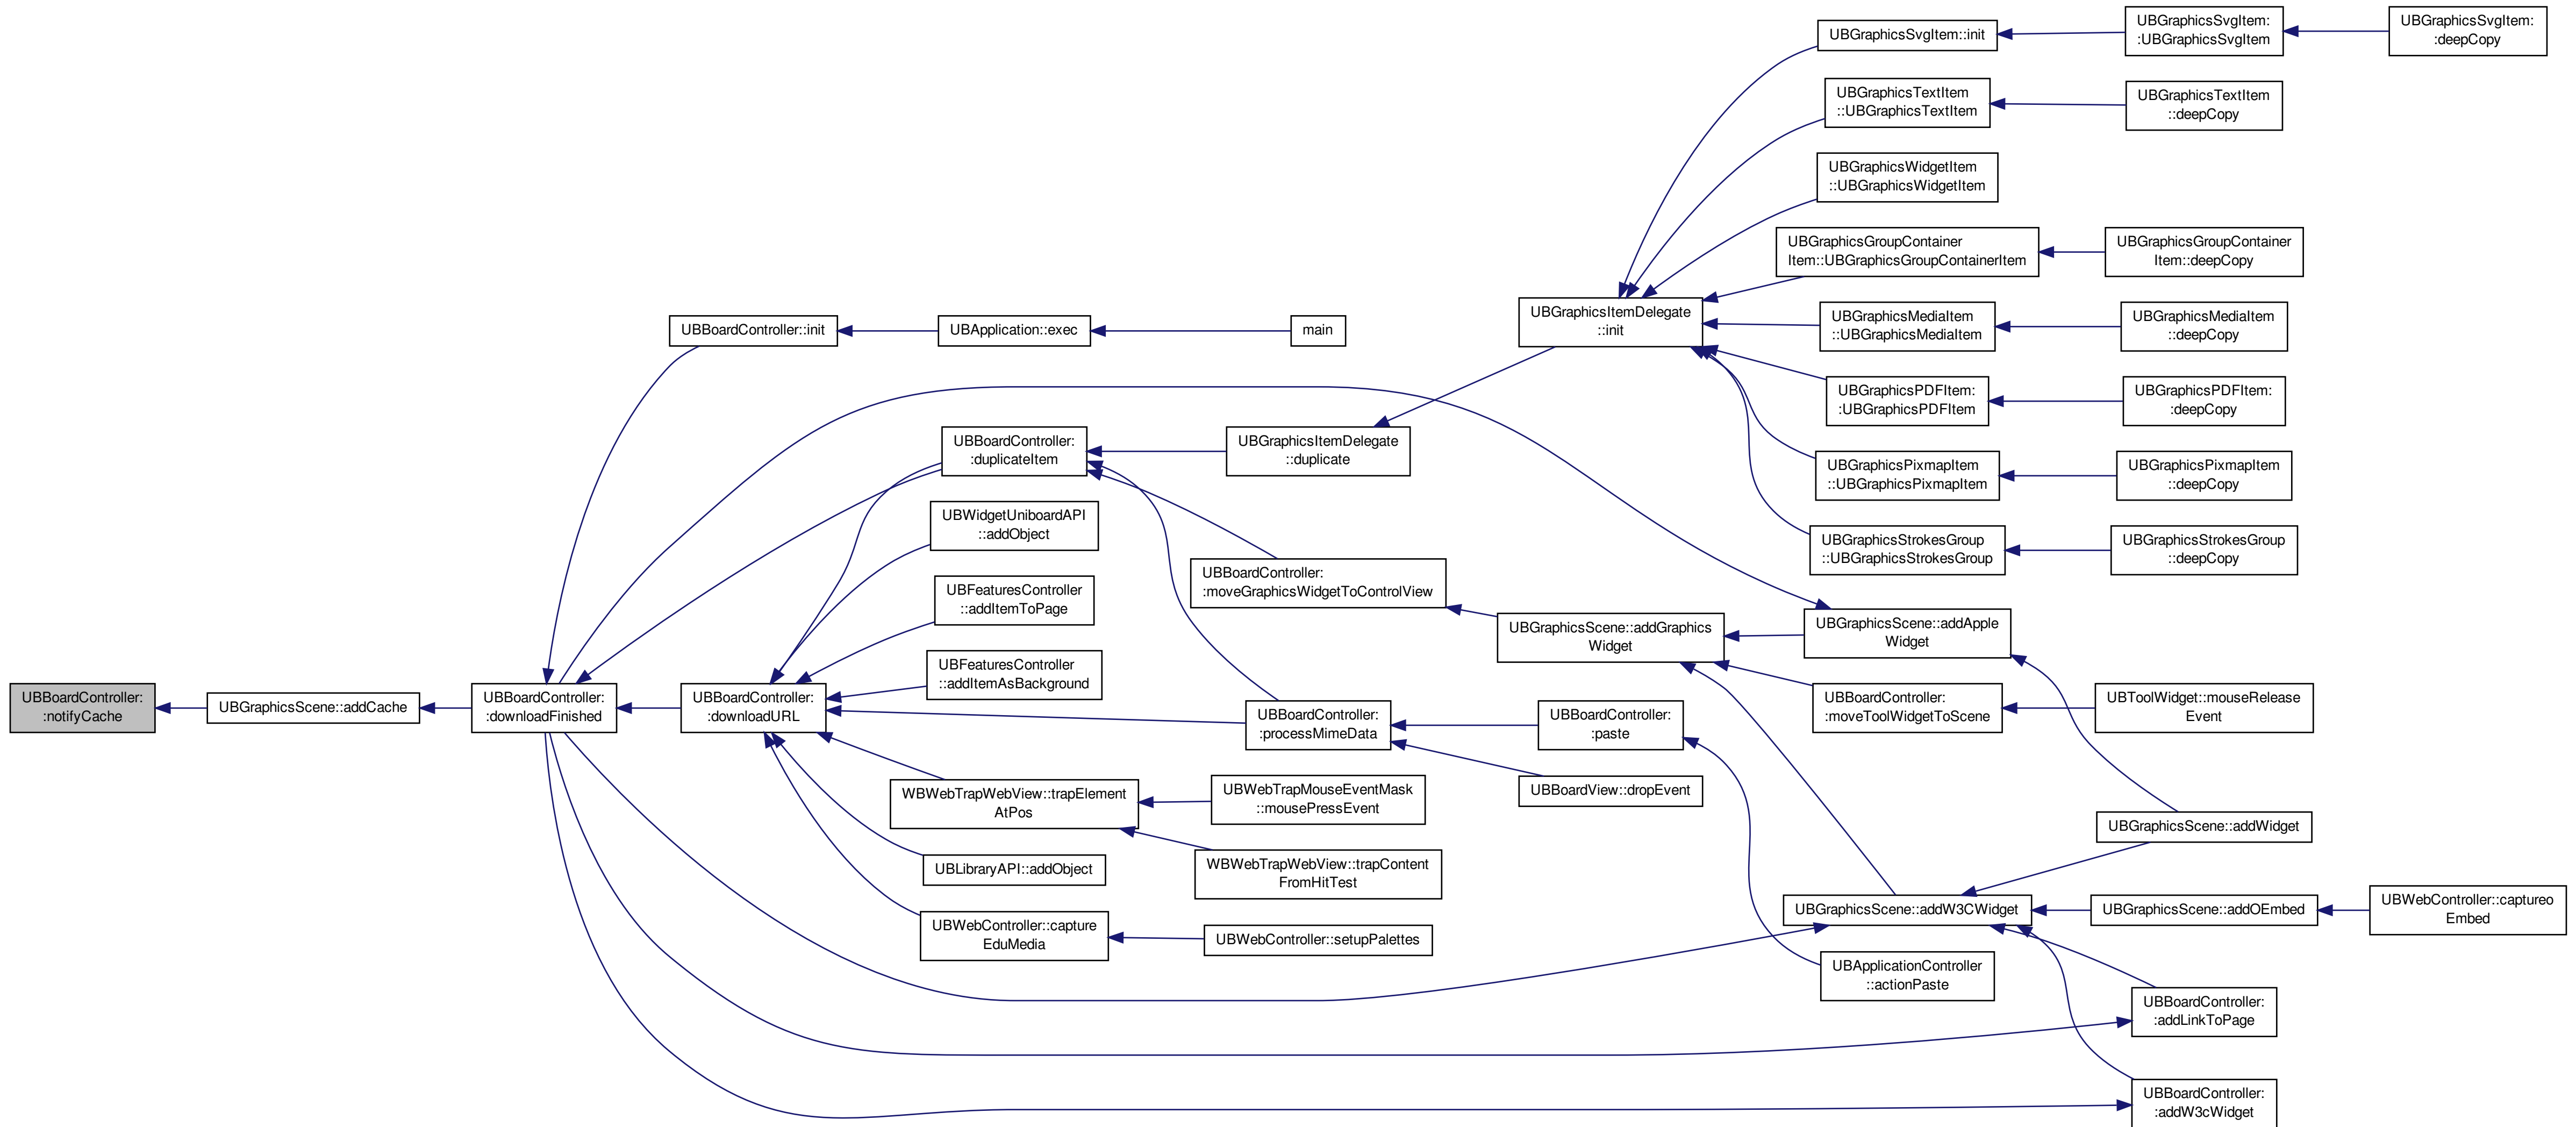 UBGraphicsSvgItem::init
UBGraphicsSvgItem:
:UBGraphicsSvgItem
UBGraphicsSvgItem:
:deepCopy
UBGraphicsTextItem
::UBGraphicsTextItem
UBGraphicsTextItem
::deepCopy
UBGraphicsWidgetItem
::UBGraphicsWidgetItem
UBGraphicsGroupContainer
Item::UBGraphicsGroupContainerItem
UBGraphicsGroupContainer
Item::deepCopy
UBBoardController::init
UBApplication::exec
main
UBGraphicsItemDelegate
::init
UBGraphicsMediaItem
::UBGraphicsMediaItem
UBGraphicsMediaItem
::deepCopy
UBGraphicsPDFItem:
:UBGraphicsPDFItem
UBGraphicsPDFItem:
:deepCopy
UBBoardController:
:duplicateItem
UBGraphicsItemDelegate
::duplicate
UBGraphicsPixmapItem
::UBGraphicsPixmapItem
UBGraphicsPixmapItem
::deepCopy
UBWidgetUniboardAPI
::addObject
UBGraphicsStrokesGroup
::UBGraphicsStrokesGroup
UBGraphicsStrokesGroup
::deepCopy
UBFeaturesController
::addItemToPage
UBBoardController:
:moveGraphicsWidgetToControlView
UBGraphicsScene::addGraphics
Widget
UBGraphicsScene::addApple
Widget
UBFeaturesController
::addItemAsBackground
UBBoardController:
:notifyCache
UBGraphicsScene::addCache
UBBoardController:
:downloadFinished
UBBoardController:
:downloadURL
UBBoardController:
:processMimeData
UBBoardController:
:paste
UBBoardController:
:moveToolWidgetToScene
UBToolWidget::mouseRelease
Event
WBWebTrapWebView::trapElement
AtPos
UBWebTrapMouseEventMask
::mousePressEvent
UBBoardView::dropEvent
UBGraphicsScene::addWidget
UBLibraryAPI::addObject
WBWebTrapWebView::trapContent
FromHitTest
UBGraphicsScene::addW3CWidget
UBGraphicsScene::addOEmbed
UBWebController::captureo
Embed
UBWebController::capture
EduMedia
UBWebController::setupPalettes
UBApplicationController
::actionPaste
UBBoardController:
:addLinkToPage
UBBoardController:
:addW3cWidget